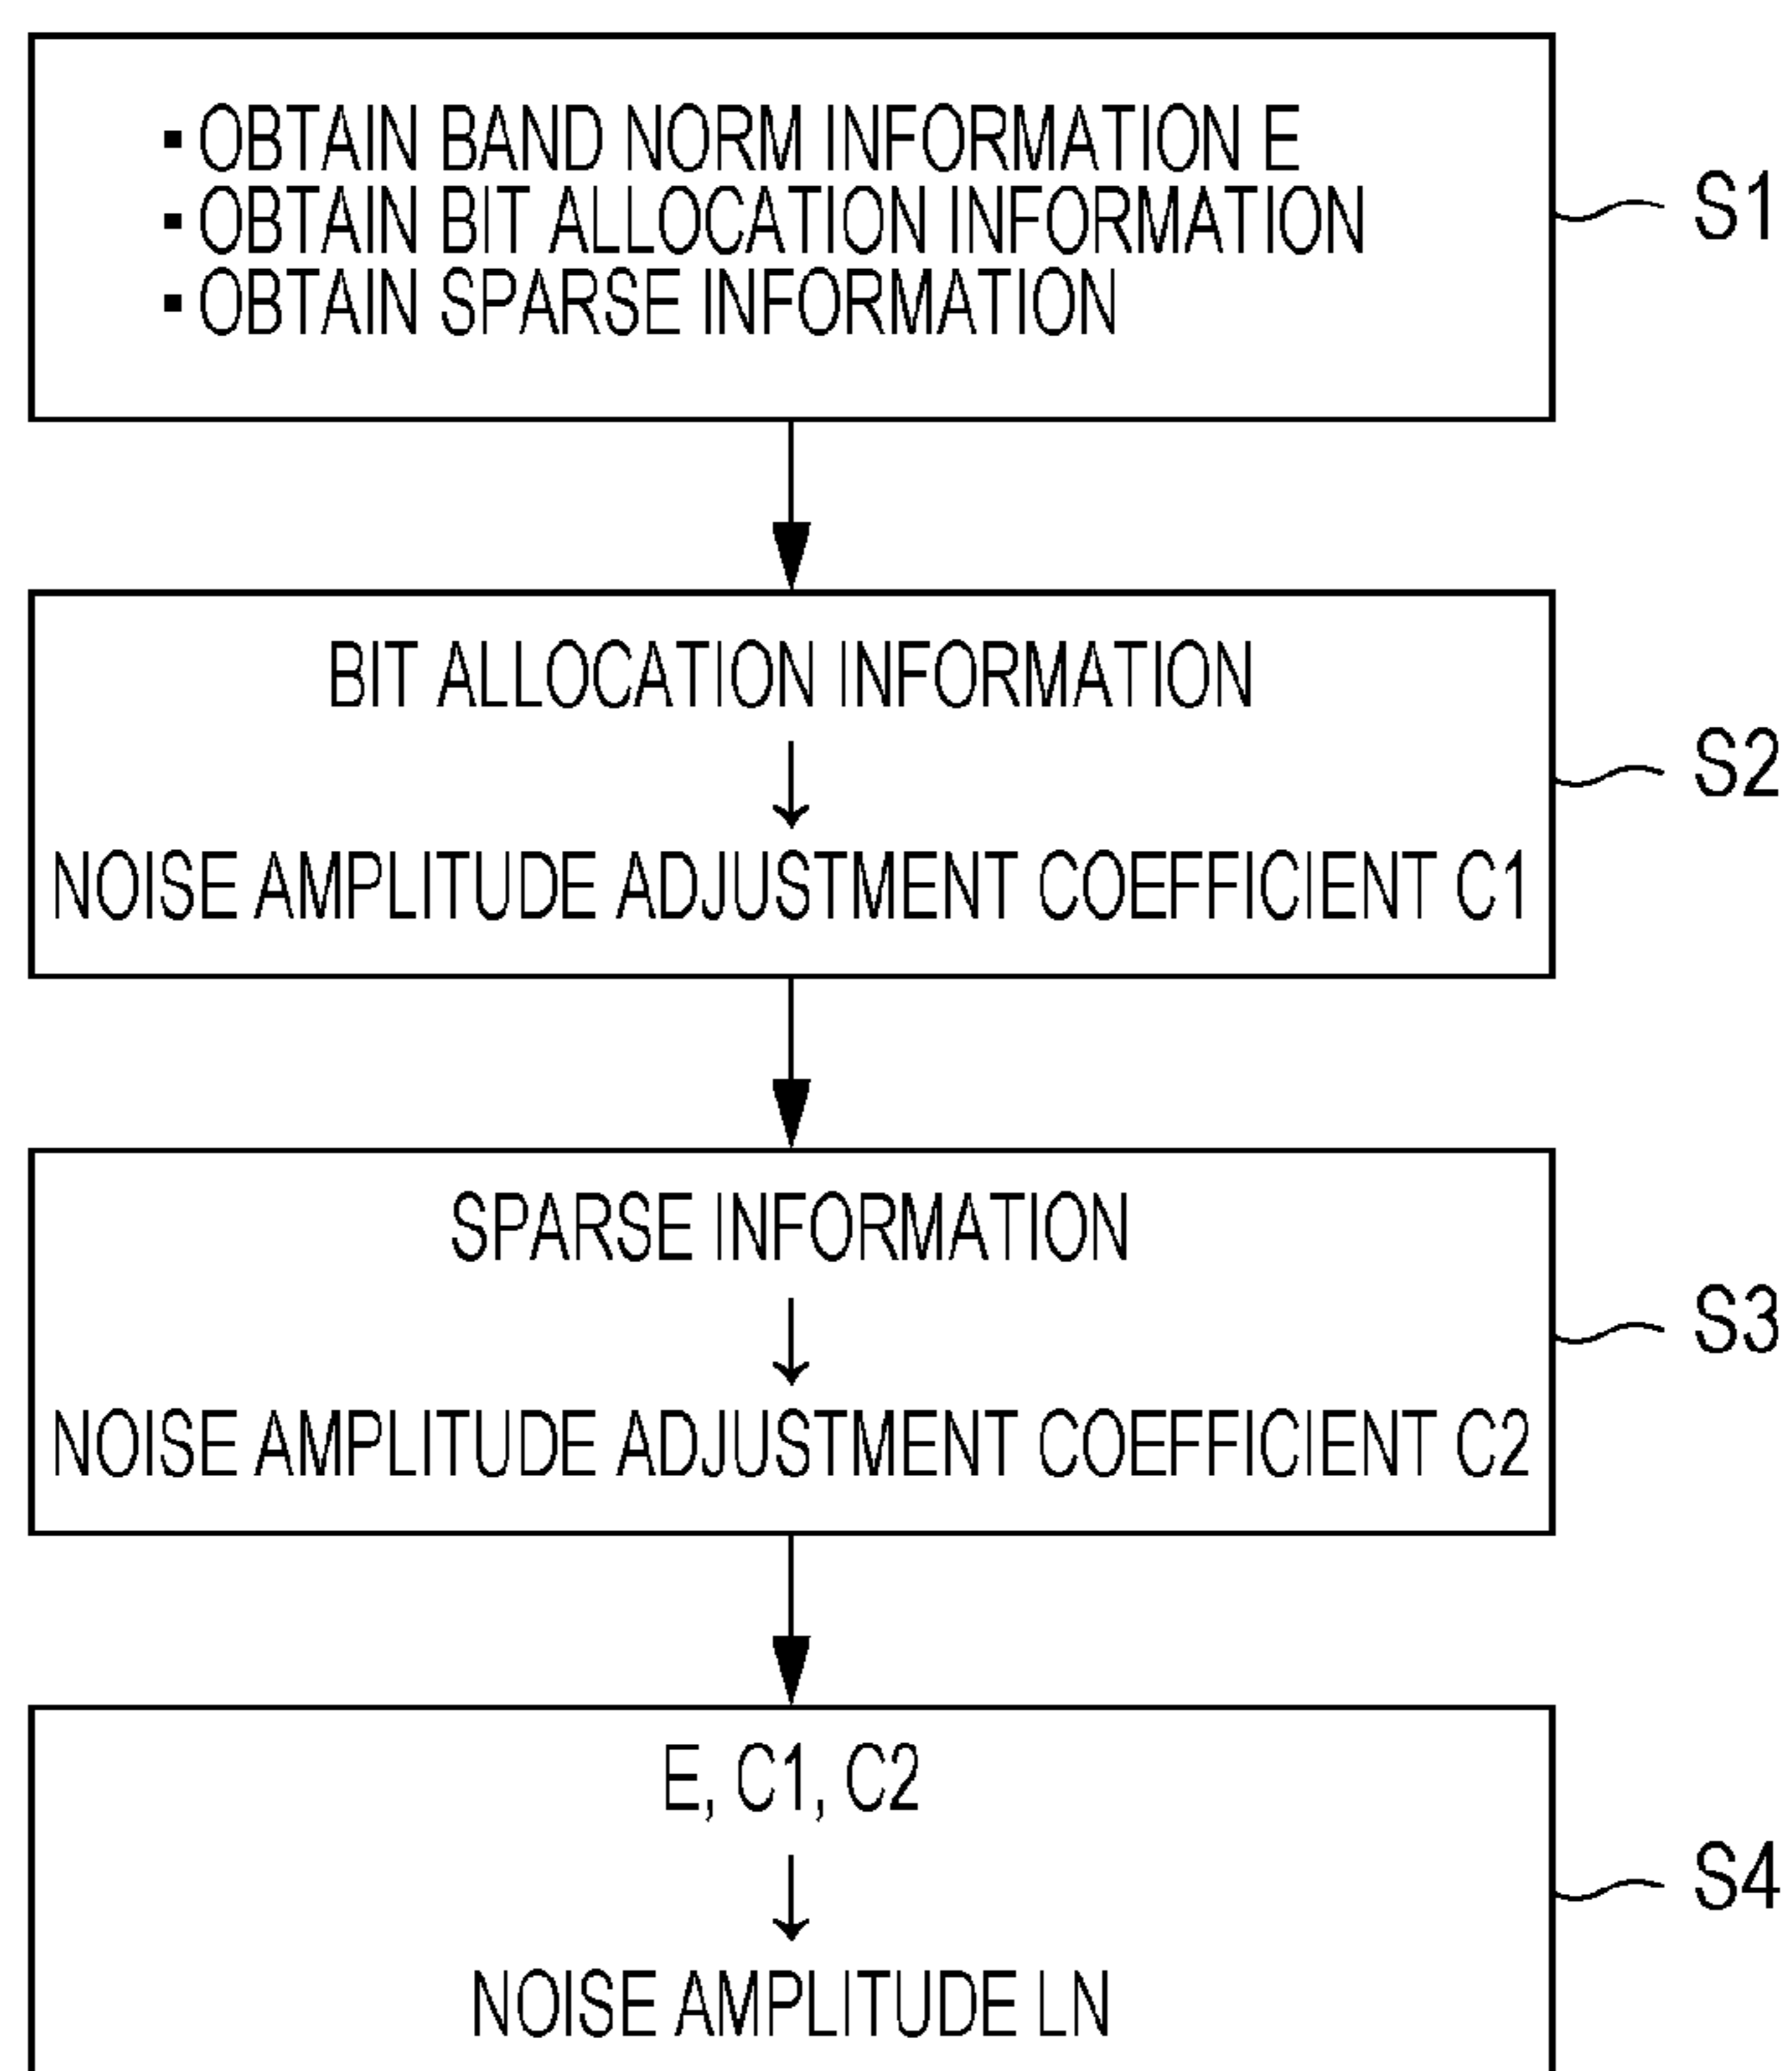 ▪ OBTAIN BAND NORM INFORMATION E
▪ OBTAIN BIT ALLOCATION INFORMATION
▪ OBTAIN SPARSE INFORMATION
S1
BIT ALLOCATION INFORMATION
↓
NOISE AMPLITUDE ADJUSTMENT COEFFICIENT C1
S2
SPARSE INFORMATION
↓
NOISE AMPLITUDE ADJUSTMENT COEFFICIENT C2
S3
E, C1, C2
↓
NOISE AMPLITUDE LN
S4